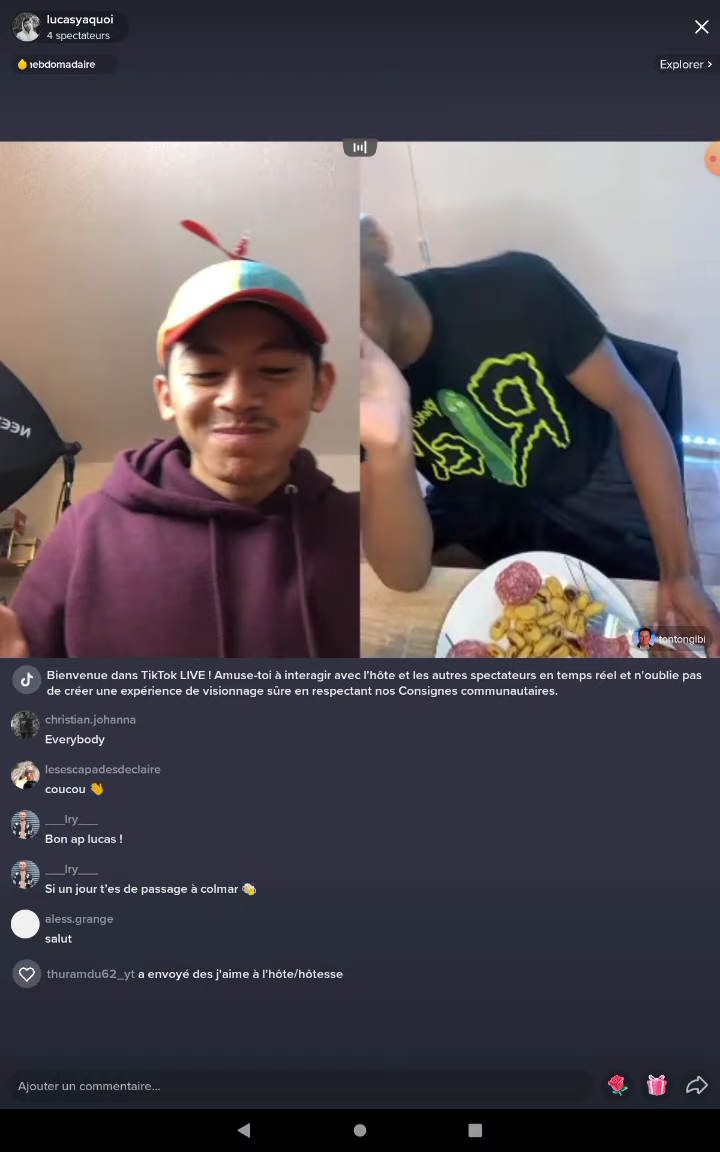 lucasyaquoi
4 spectateurs
hebdomadaire
Explorer >
NEEW
tontongibi
Bienvenue dans TikTok LIVE ! Amuse-toi à interagir avec l'hôte et les autres spectateurs en temps réel et n'oublie pas
de créer une expérience de visionnage sûre en respectant nos Consignes communautaires.
christian.johanna
Everybody
lesescapadesdeclaire
coucou 👋
___lry___
Bon ap lucas !
___lry___
Si un jour t'es de passage à colmar 🍻
aless.grange
salut
thuramdu62_yt a envoyé des j'aime à l'hôte/hôtesse
Ajouter un commentaire...